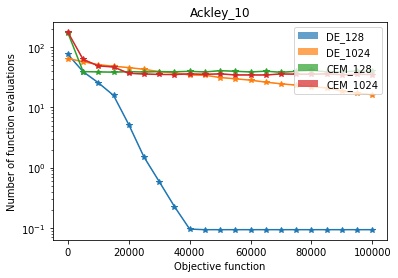 Ackley_10
DE_128
DE_1024
CEM_128
CEM_1024
10²
10¹
10⁰
10⁻¹
Number of function evaluations
0
20000
40000
60000
80000
100000
Objective function